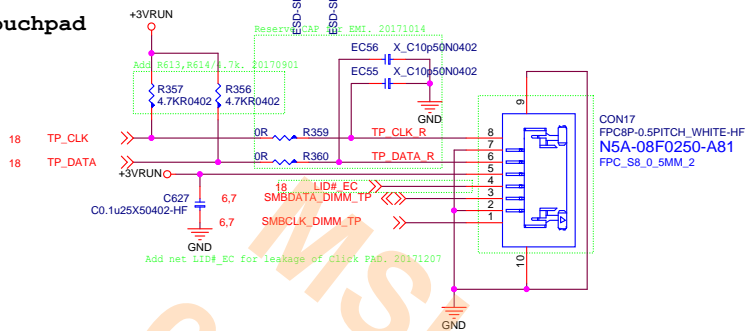 ouchpad
+3VRUN
ESD-SI
ESD-SI
Reserve CAP for EMI. 20171014
EC56 X_C10p50N0402
EC55 X_C10p50N0402
GND
Add R613,R614/4.7k. 20170901
R357
4.7KR0402
R356
4.7KR0402
18 TP_CLK
0R R359 TP_CLK_R
18 TP_DATA
0R R360 TP_DATA_R
+3VRUN
C627
C0.1u25X50402-HF
GND
18 LID#_EC
6,7 SMBDATA_DIMM_TP
6,7 SMBCLK_DIMM_TP
Add net LID#_EC for leakage of Click PAD. 20171207
9
8
7
6
5
4
3
2
1
10
GND
CON17
FPC8P-0.5PITCH_WHITE-HF
N5A-08F0250-A81
FPC_S8_0_5MM_2
MS